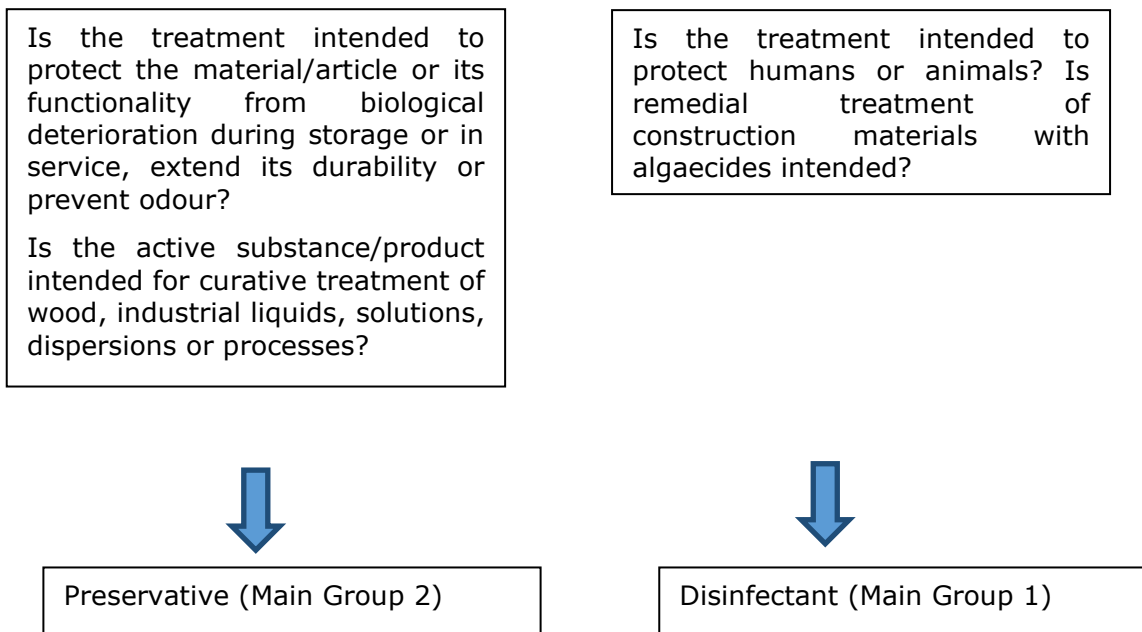 Is the treatment intended to
protect the material/article or its
functionality from biological
deterioration during storage or in
service, extend its durability or
prevent odour?
Is the active substance/product
intended for curative treatment of
wood, industrial liquids, solutions,
dispersions or processes?
Is the treatment intended to
protect humans or animals? Is
remedial treatment of
construction materials with
algaecides intended?
Preservative (Main Group 2)
Disinfectant (Main Group 1)